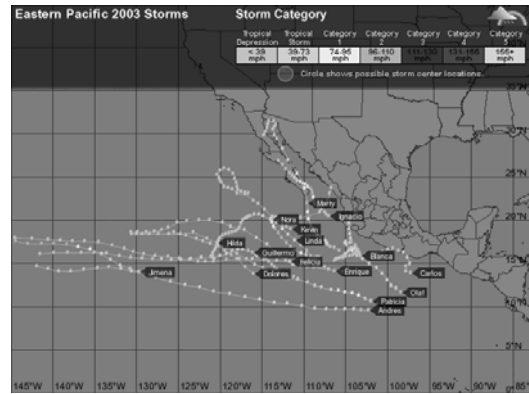 Eastern Pacific 2003 Storms
Storm Category
Tropical Depression
Tropical Storm
Category 1
Category 2
Category 3
Category 4
Category 5
< 39 mph
39-73 mph
74-95 mph
96-110 mph
111-130 mph
131-155 mph
155+ mph
Circle shows possible storm center locations.
30°N
25°N
20°N
15°N
10°N
5°N
0°N
Marty
Ignacio
Nora
Kevin
Linda
Hilda
Guillermo
Blanca
Felicia
Jimena
Dolores
Enrique
Carlos
Olaf
Patricia
Andres
145°W
140°W
135°W
130°W
125°W
120°W
115°W
110°W
105°W
100°W
95°W
90°W
85°W